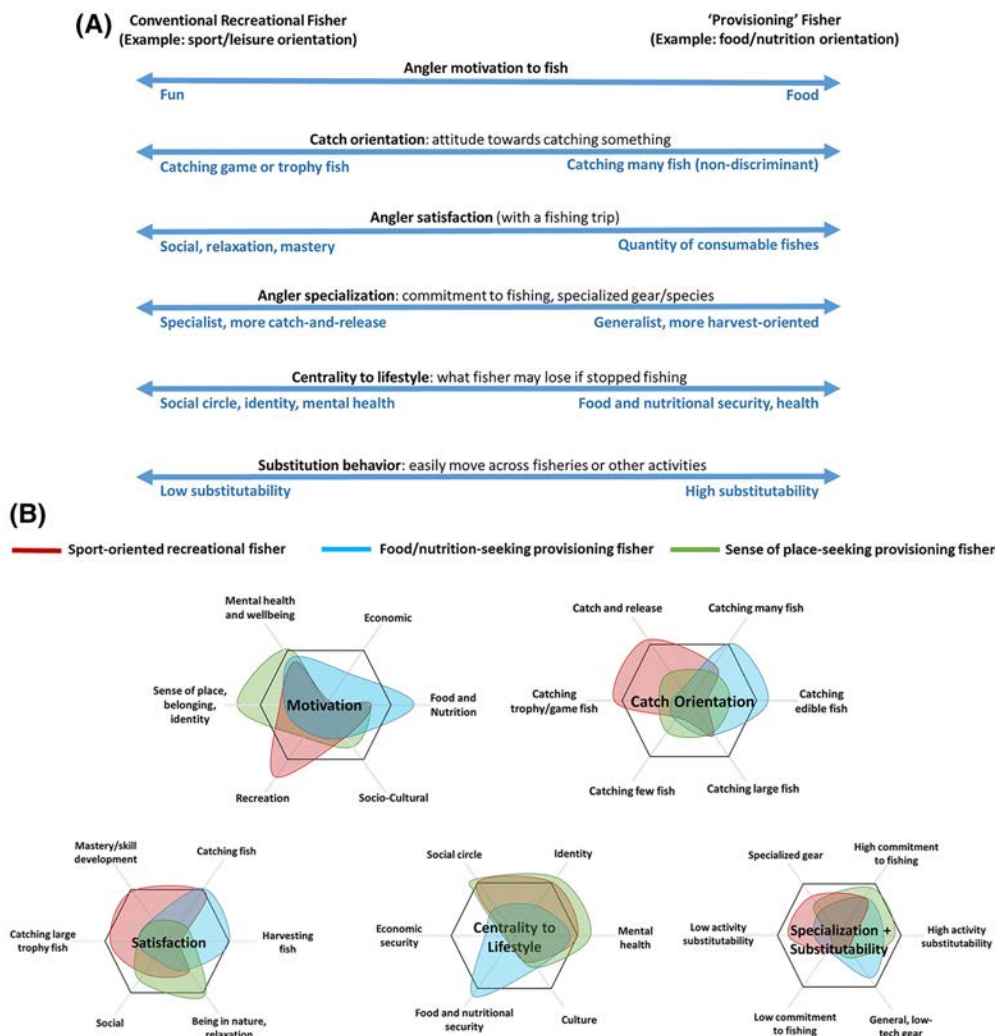 (A)
Conventional Recreational Fisher
(Example: sport/leisure orientation)
‘Provisioning’ Fisher
(Example: food/nutrition orientation)
Angler motivation to fish
Fun
Food
Catch orientation: attitude towards catching something
Catching game or trophy fish
Catching many fish (non-discriminant)
Angler satisfaction (with a fishing trip)
Social, relaxation, mastery
Quantity of consumable fishes
Angler specialization: commitment to fishing, specialized gear/species
Specialist, more catch-and-release
Generalist, more harvest-oriented
Centrality to lifestyle: what fisher may lose if stopped fishing
Social circle, identity, mental health
Food and nutritional security, health
Substitution behavior: easily move across fisheries or other activities
Low substitutability
High substitutability
(B)
Sport-oriented recreational fisher
Food/nutrition-seeking provisioning fisher
Sense of place-seeking provisioning fisher
Mental health
and wellbeing
Economic
Sense of place,
belonging,
identity
Motivation
Food and
Nutrition
Recreation
Socio-Cultural
Catch and release
Catching many fish
Catching
trophy/game fish
Catch Orientation
Catching
edible fish
Catching few fish
Catching large fish
Mastery/skill
development
Catching fish
Catching large
trophy fish
Satisfaction
Harvesting
fish
Social
Being in nature,
relaxation
Social circle
Identity
Economic
security
Centrality to
Lifestyle
Mental
health
Food and nutritional
security
Culture
Specialized gear
High commitment
to fishing
Low activity
substitutability
Specialization +
Substitutability
High activity
substitutability
Low commitment
to fishing
General, low-
tech gear